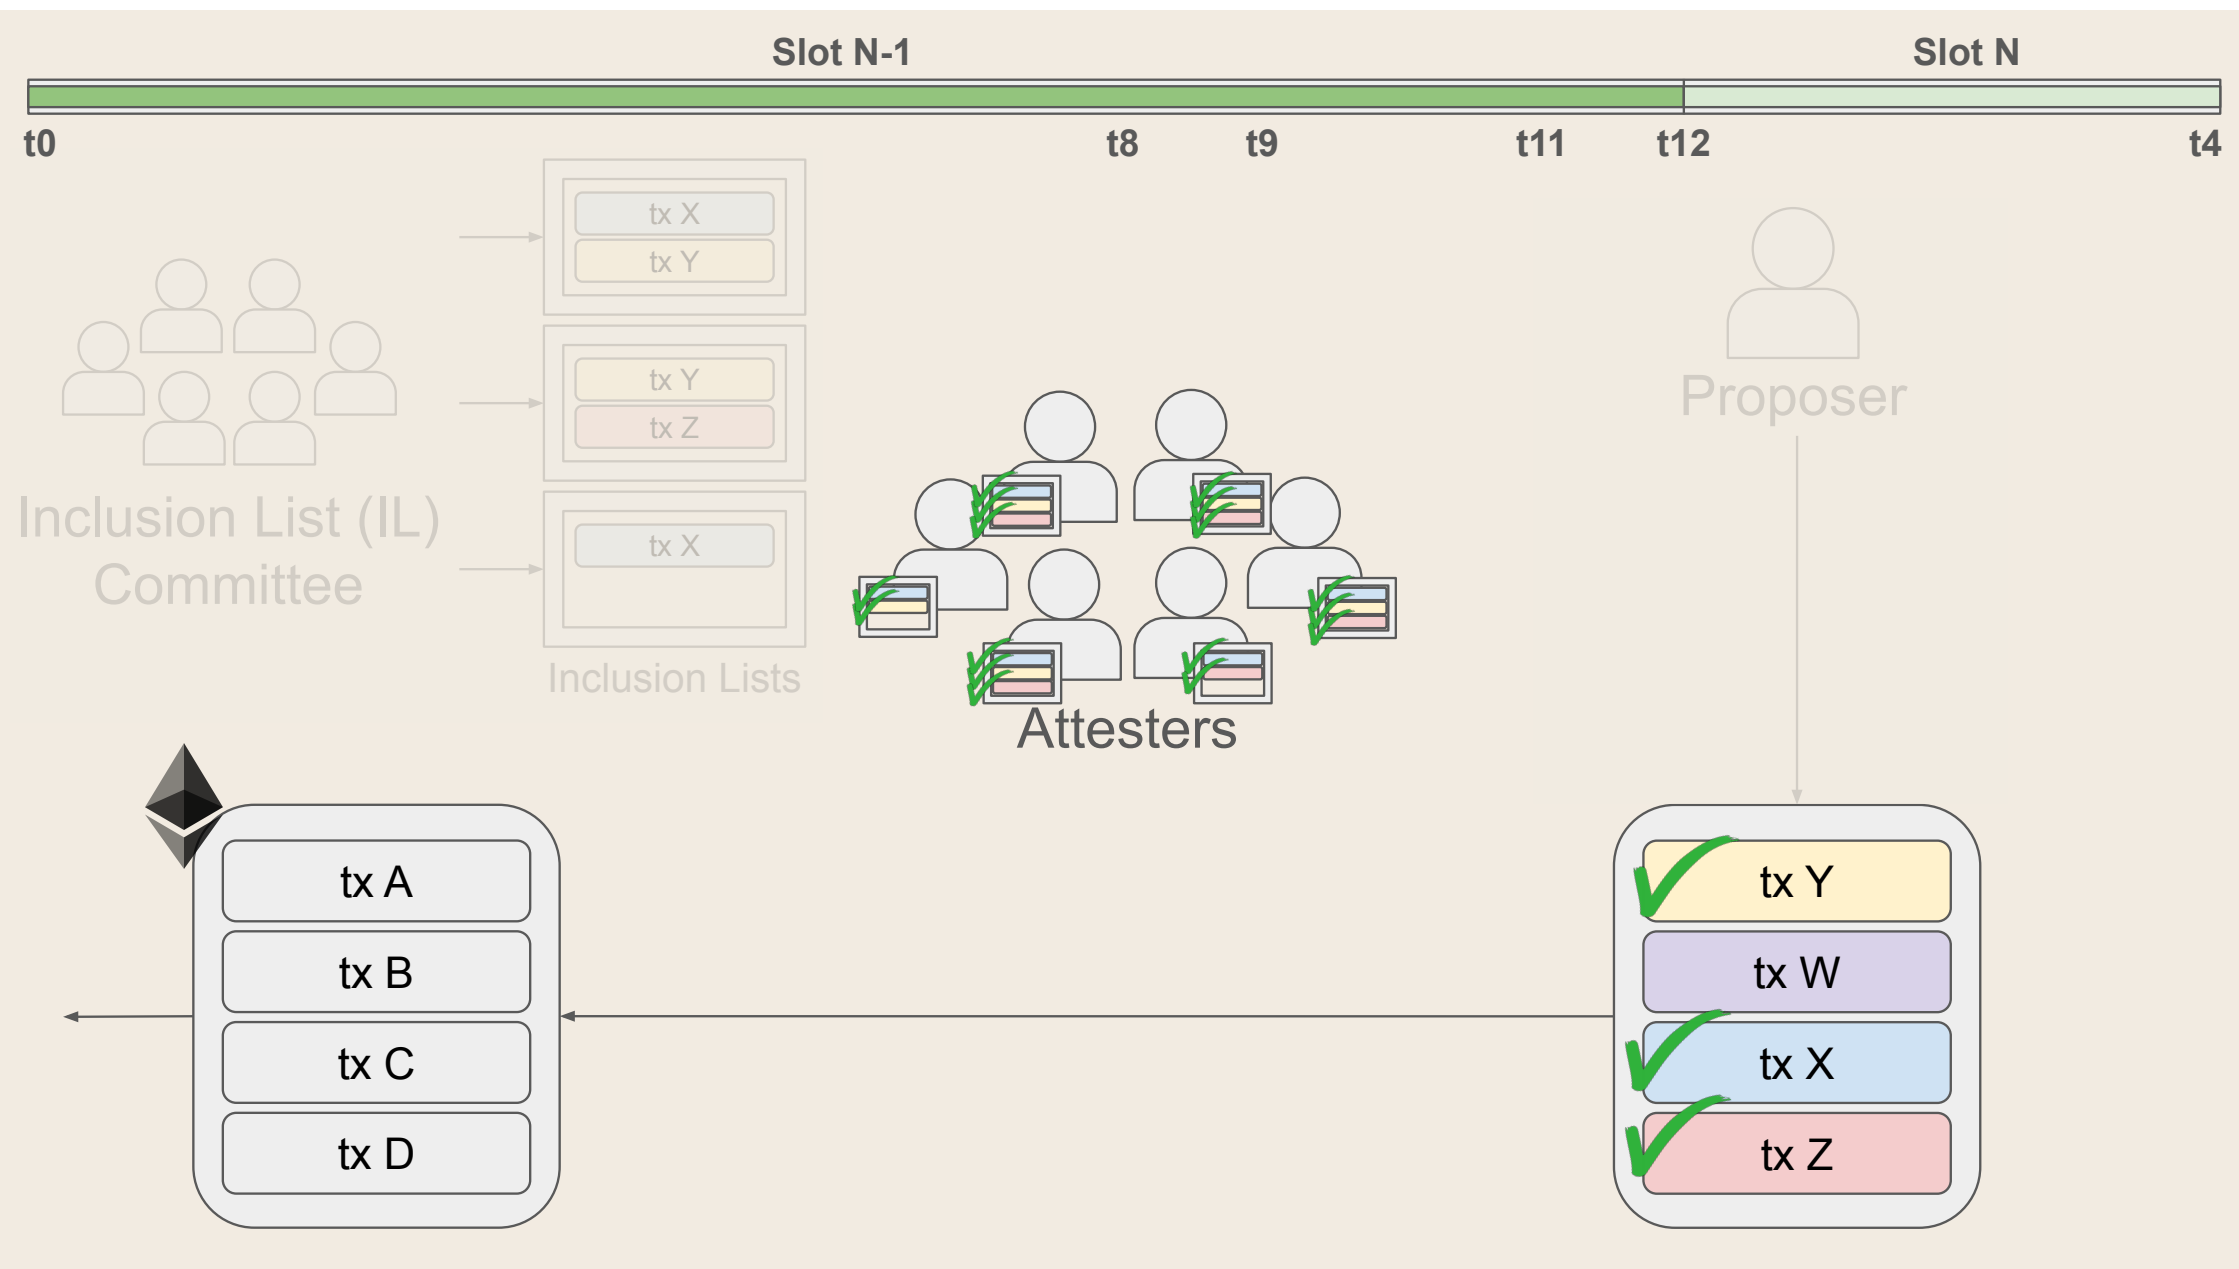 Slot N-1
Slot N
t0
t8
t9
t11
t12
t4
tx X
tx Y
tx Y
tx Z
tx X
Inclusion Lists
Inclusion List (IL)
Committee
Attesters
Proposer
tx A
tx B
tx C
tx D
tx Y
tx W
tx X
tx Z